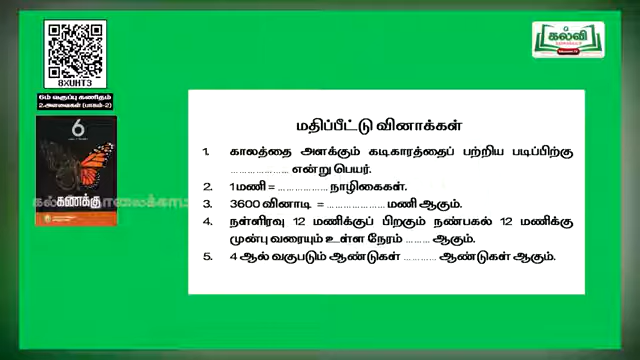 8XUHT3
6ம் வகுப்பு கணிதம்
2.அளவைகள் (பாகம்-2)
6
கணக்கு
கல்வி
மதிப்பீட்டு வினாக்கள்
1. காலத்தை அளக்கும் கடிகாரத்தைப் பற்றிய படிப்பிற்கு
………………… என்று பெயர்.
2. 1மணி = ……………… நாழிகைகள்.
3. 3600 வினாடி = ………………… மணி ஆகும்.
4. நள்ளிரவு 12 மணிக்குப் பிறகும் நண்பகல் 12 மணிக்கு
முன்பு வரையும் உள்ள நேரம் ……… ஆகும்.
5. 4 ஆல் வகுபடும் ஆண்டுகள் ………… ஆண்டுகள் ஆகும்.